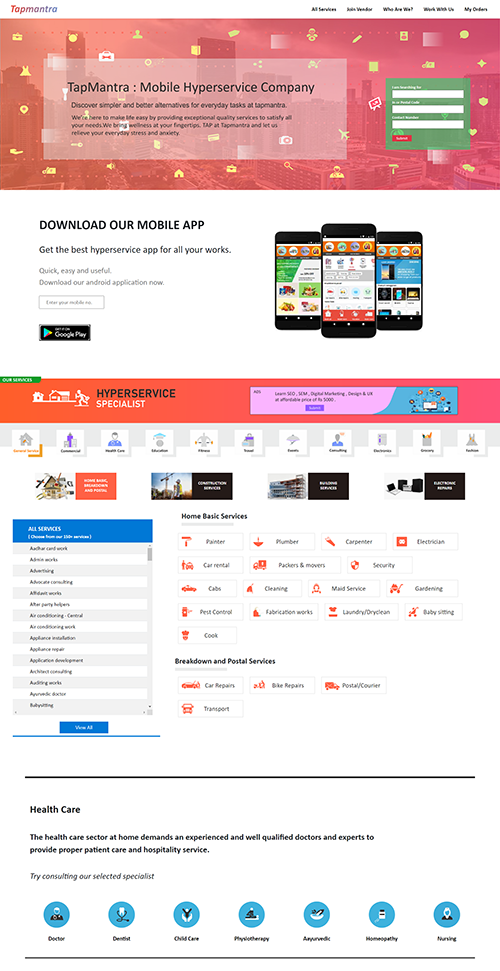 Tapmantra
All Services Join Vendor Who Are We? Work With Us My Orders
TapMantra : Mobile Hyperservice Company
Discover simpler and better alternatives for everyday tasks at tapmantra.
We're here to make life easy by providing exceptional quality services to satisfy all
your needs.We bring wellness at your fingertips. TAP at Tapmantra and let us
relieve your everyday stress and anxiety.
I am Searching for
in or Postal Code
Contact Number
Submit
DOWNLOAD OUR MOBILE APP
Get the best hyperservice app for all your works.
Quick, easy and useful.
Download our android application now.
Enter your mobile no.
GET IT ON
Google Play
OUR SERVICES
HYPERSERVICE
SPECIALIST
ADS
Learn SEO , SEM , Digital Marketing , Design & UX
at affordable price of Rs 5000 .
Submit
General Service Commercial Health Care Education Fitness Travel Events Consulting Electronics Grocery Fashion
HOME BASIC,
BREAKDOWN
AND POSTAL
CONSTRUCTION
SERVICES
BUILDING
SERVICES
ELECTRONIC
REPAIRS
ALL SERVICES
( Choose from our 150+ services )
Aadhar card work
Admin works
Advertising
Advocate consulting
Affidavit works
After party helpers
Air conditioning - Central
Air conditioning work
Appliance installation
Appliance repair
Application development
Architect consulting
Auditing works
Ayurvedic doctor
Babysitting
View All
Home Basic Services
Painter Plumber Carpenter Electrician
Car rental Packers & movers Security
Cabs Cleaning Maid Service Gardening
Pest Control Fabrication works Laundry/Dryclean Baby sitting
Cook
Breakdown and Postal Services
Car Repairs Bike Repairs Postal/Courier
Transport
Health Care
The health care sector at home demands an experienced and well qualified doctors and experts to
provide proper patient care and hospitality service.
Try consulting our selected specialist
Doctor Dentist Child Care Physiotherapy Aayurvedic Homeopathy Nursing